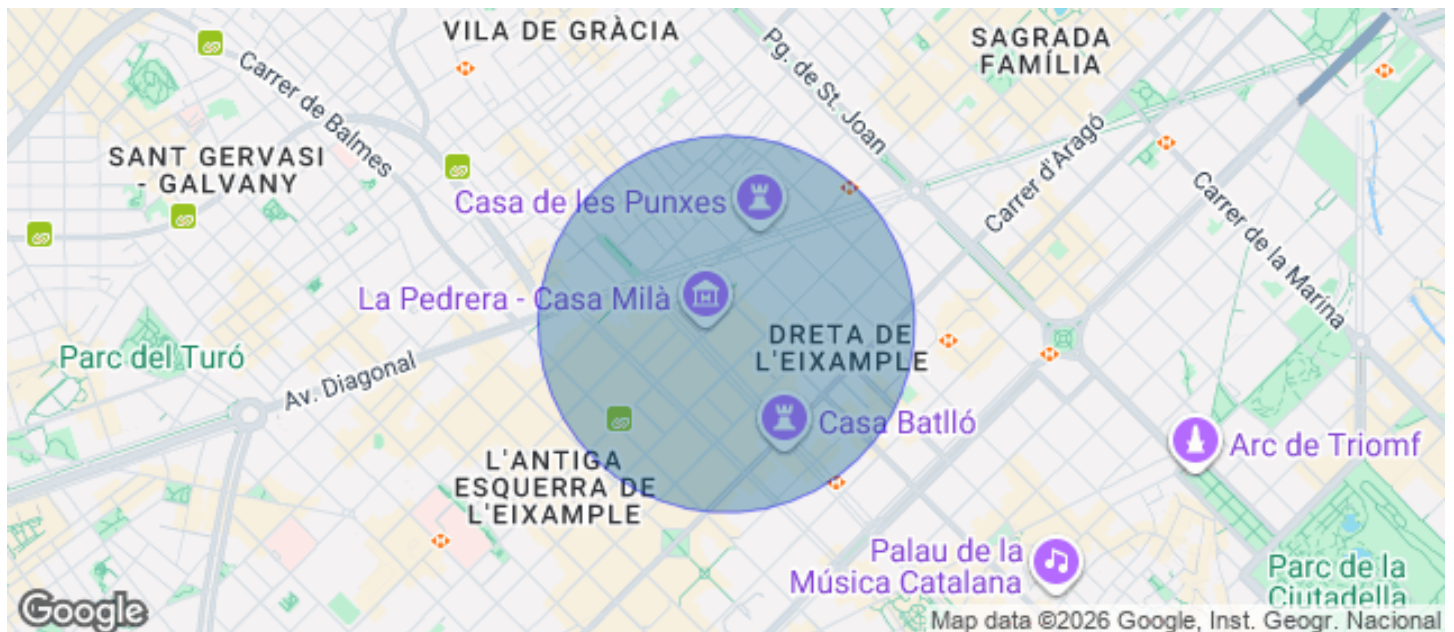 VILA DE GRÀCIA
SAGRADA
FAMÍLIA
Pg. de St. Joan
Carrer de Balmes
Carrer d'Aragó
SANT GERVASI
- GALVANY
Casa de les Punxes
Carrer de la Marina
La Pedrera - Casa Milà
DRETA DE
L'EIXAMPLE
Parc del Turó
Av. Diagonal
Casa Batlló
Arc de Triomf
L'ANTIGA
ESQUERRA DE
L'EIXAMPLE
Palau de la
Música Catalana
Parc de la
Ciutadella
Google
Map data ©2026 Google, Inst. Geogr. Nacional